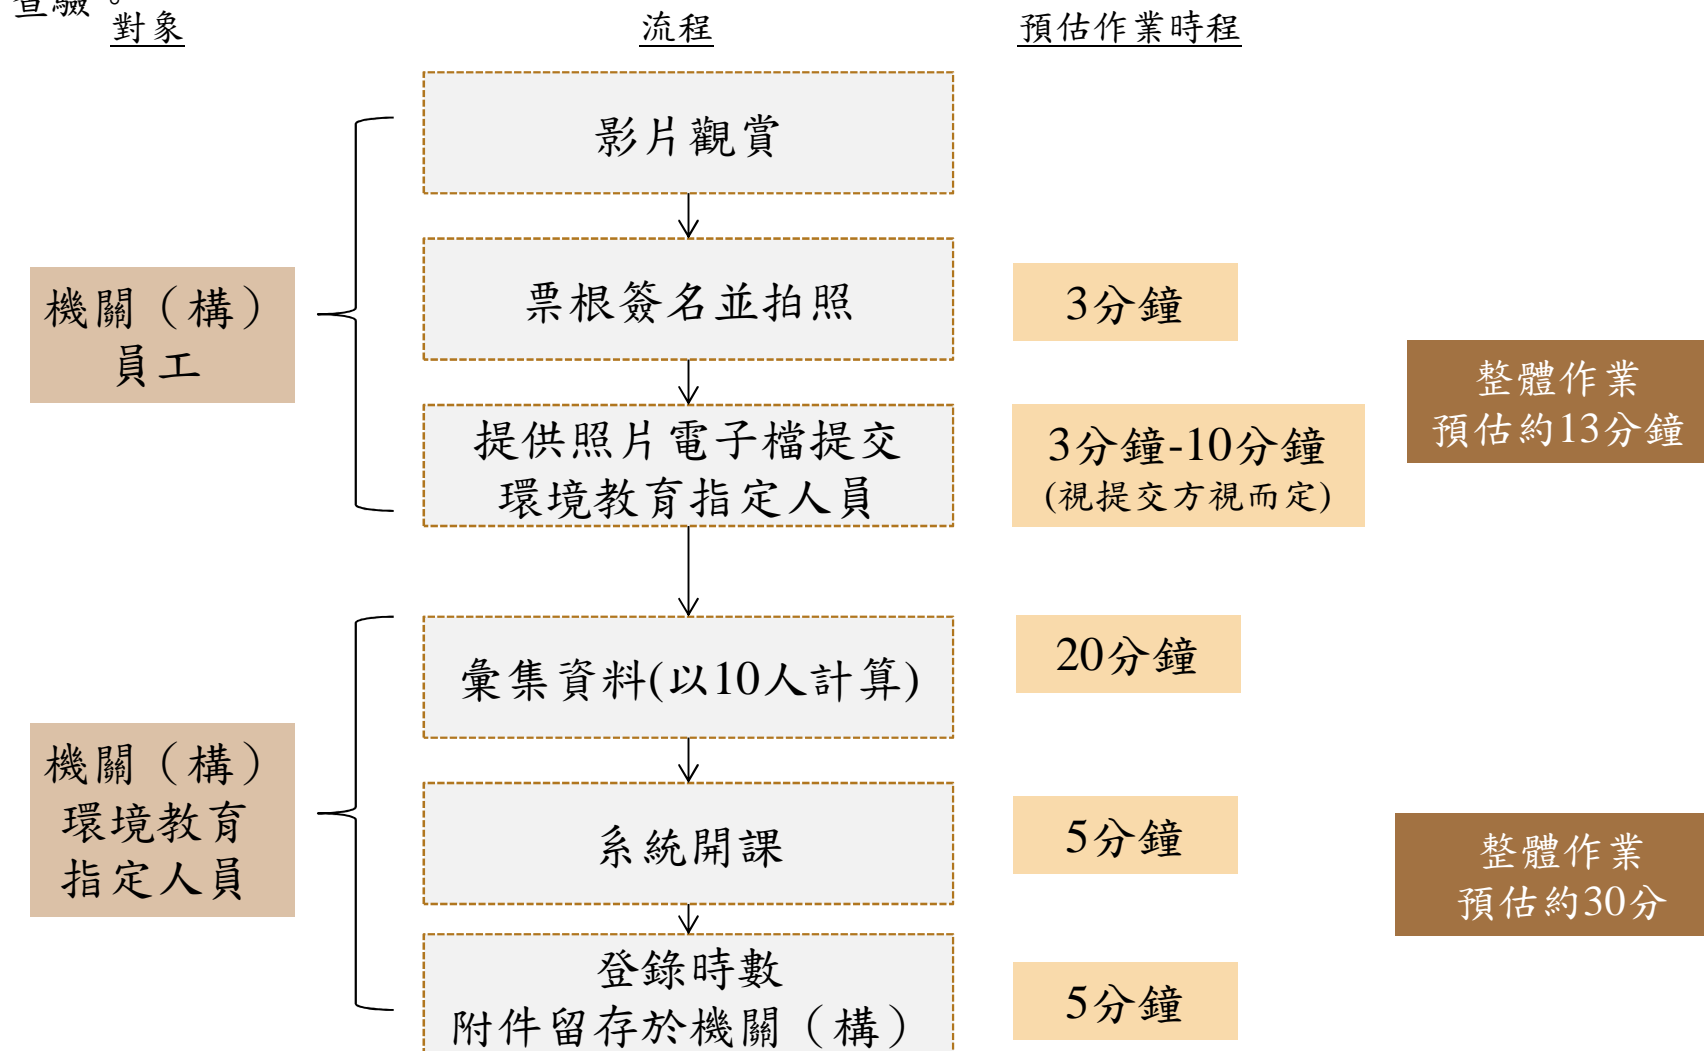 查驗。
對象
流程
預估作業時程
影片觀賞
機關（構）
員工
票根簽名並拍照
3分鐘
提供照片電子檔提交
環境教育指定人員
3分鐘-10分鐘
(視提交方視而定)
整體作業
預估約13分鐘
機關（構）
環境教育
指定人員
彙集資料(以10人計算)
20分鐘
系統開課
5分鐘
登錄時數
附件留存於機關（構）
5分鐘
整體作業
預估約30分